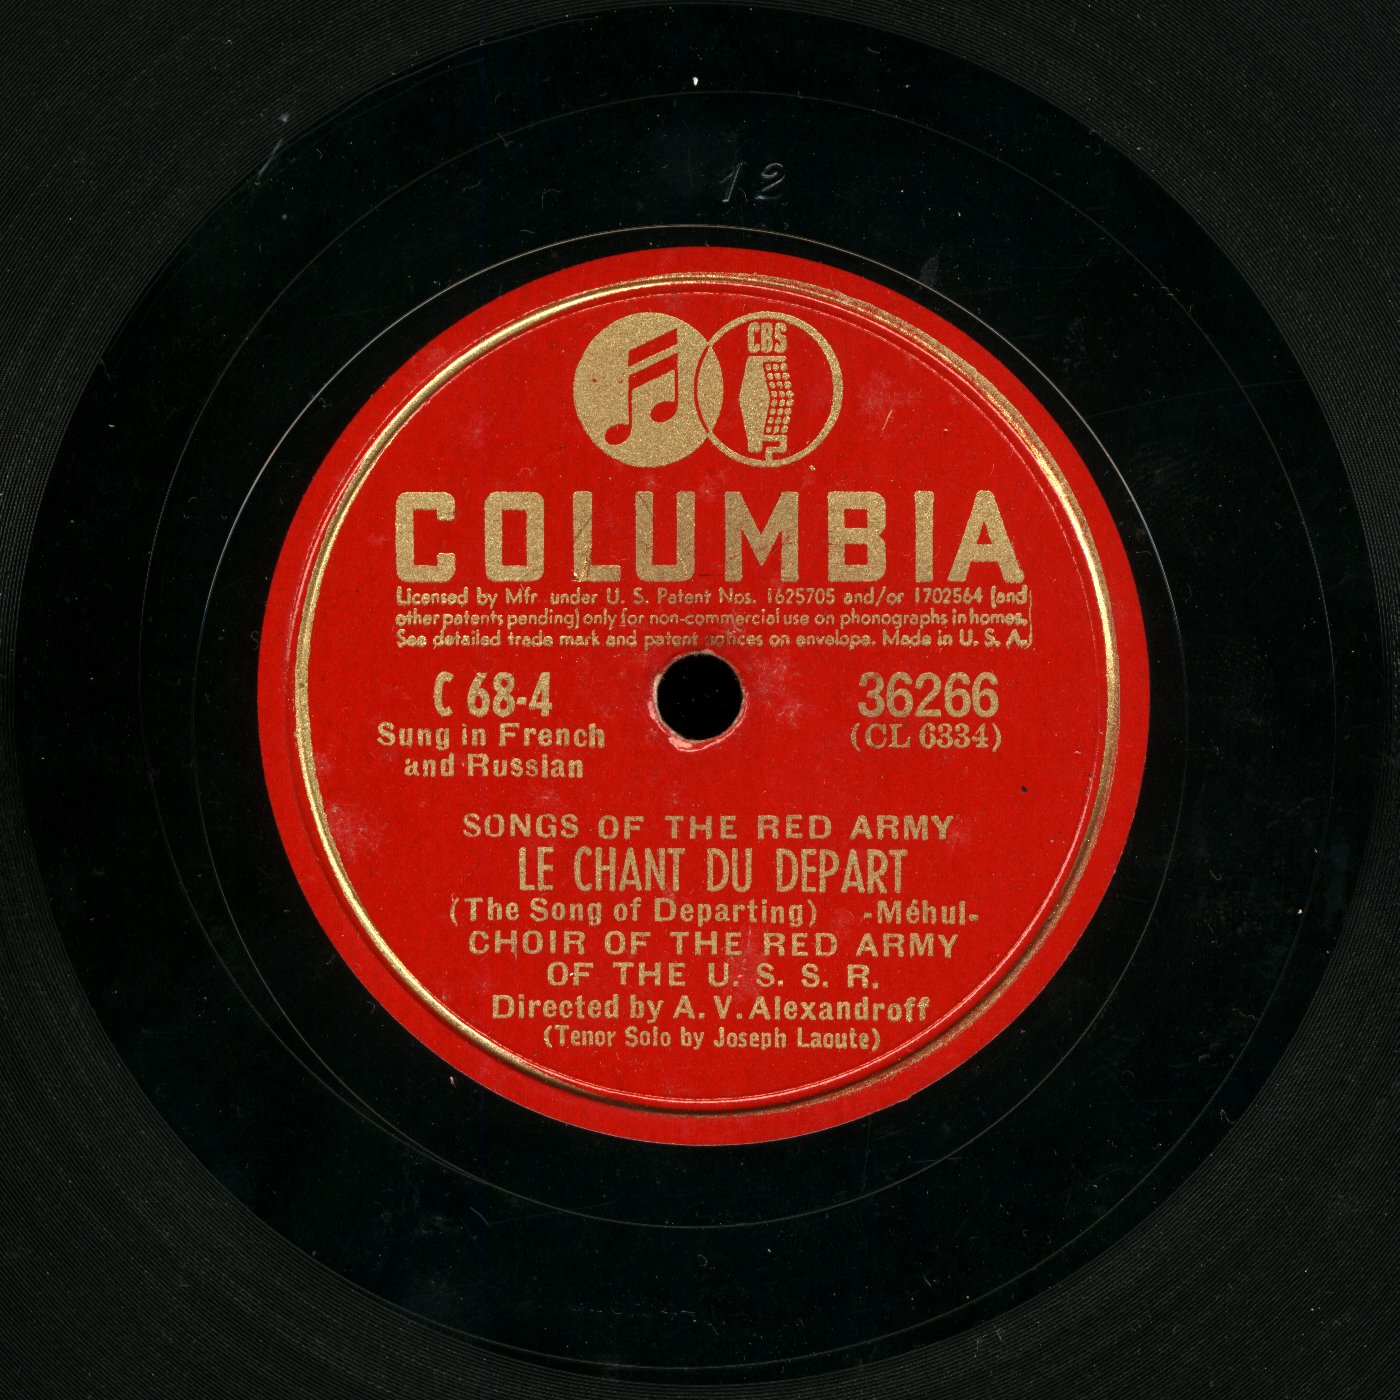 12
CBS
COLUMBIA
Licensed by Mfr. under U. S. Patent Nos. 1625705 and/or 1702564 (and
other patents pending) only for non-commercial use on phonographs in homes.
See detailed trade mark and patent notices on envelope. Made in U. S. A.
C 68-4
Sung in French
and Russian
36266
(CL 6334)
SONGS OF THE RED ARMY
LE CHANT DU DEPART
(The Song of Departing) -Méhul-
CHOIR OF THE RED ARMY
OF THE U. S. S. R.
Directed by A. V. Alexandroff
(Tenor Solo by Joseph Laoute)